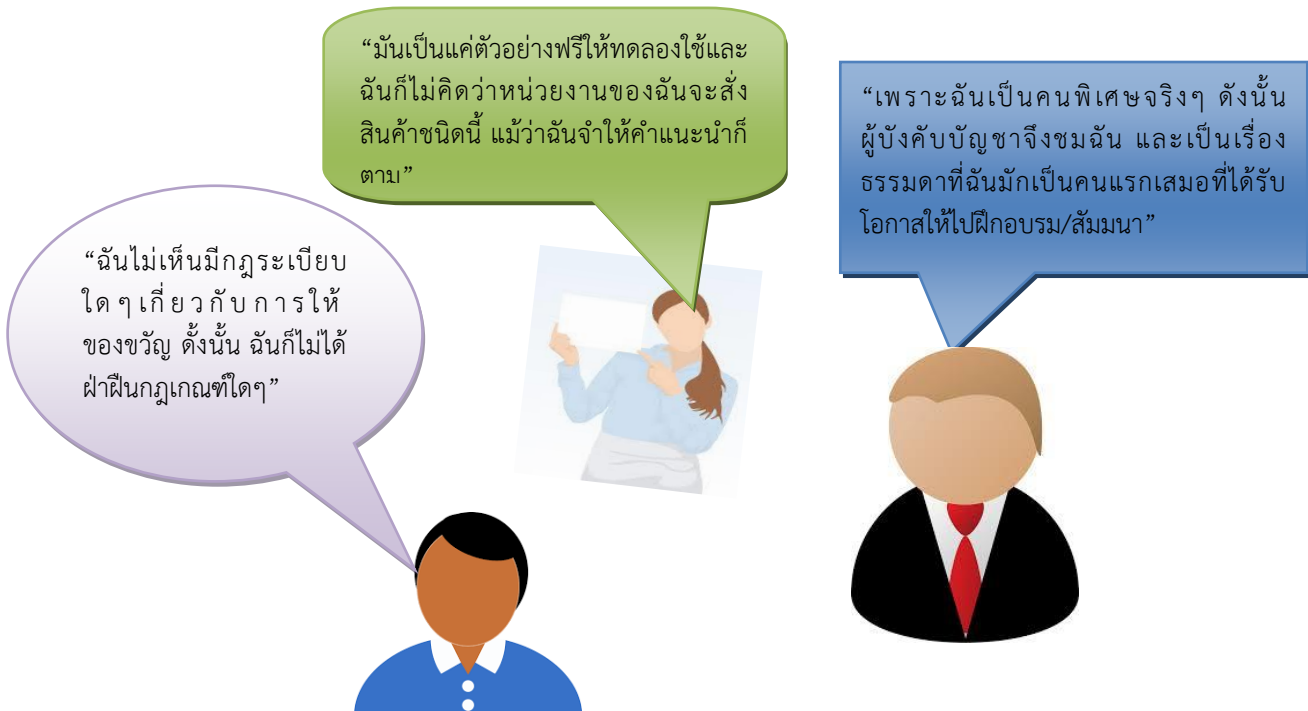 “มันเป็นแค่ตัวอย่างฟรีให้ทดลองใช้และ
ฉันก็ไม่คิดว่าหน่วยงานของฉันจะสั่ง
สินค้าชนิดนี้ แม้ว่าฉันจำให้คำแนะนำก็
ตาม”
“เพราะฉันเป็นคนพิเศษจริงๆ ดังนั้น
ผู้บังคับบัญชาจึงชมฉัน และเป็นเรื่อง
ธรรมดาที่ฉันมักเป็นคนแรกเสมอที่ได้รับ
โอกาสให้ไปฝึกอบรม/สัมมนา”
“ฉันไม่เห็นมีกฎระเบียบ
ใดๆเกี่ยวกับการให้
ของขวัญ ดั้งนั้น ฉันก็ไม่ได้
ฝ่าฝืนกฎเกณฑ์ใดๆ”